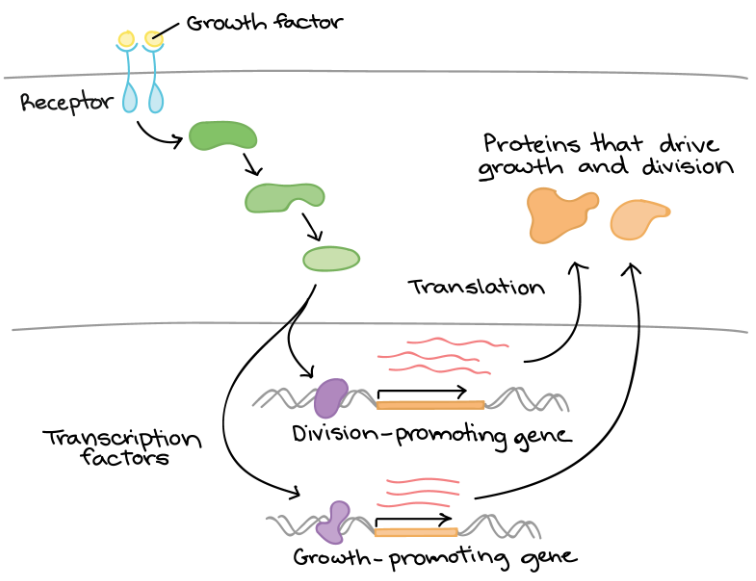 Growth factor
Receptor
Proteins that drive
growth and division
Translation
Transcription
factors
Division-promoting gene
Growth-promoting gene